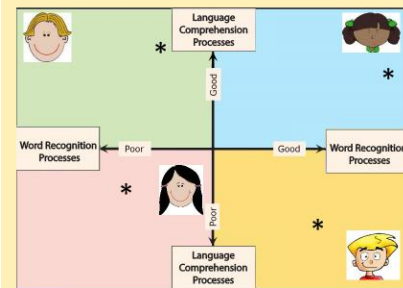 Language
Comprehension
Processes
*
*
Good
Word Recognition
Processes
Poor
Good
Word Recognition
Processes
*
Poor
*
Language
Comprehension
Processes